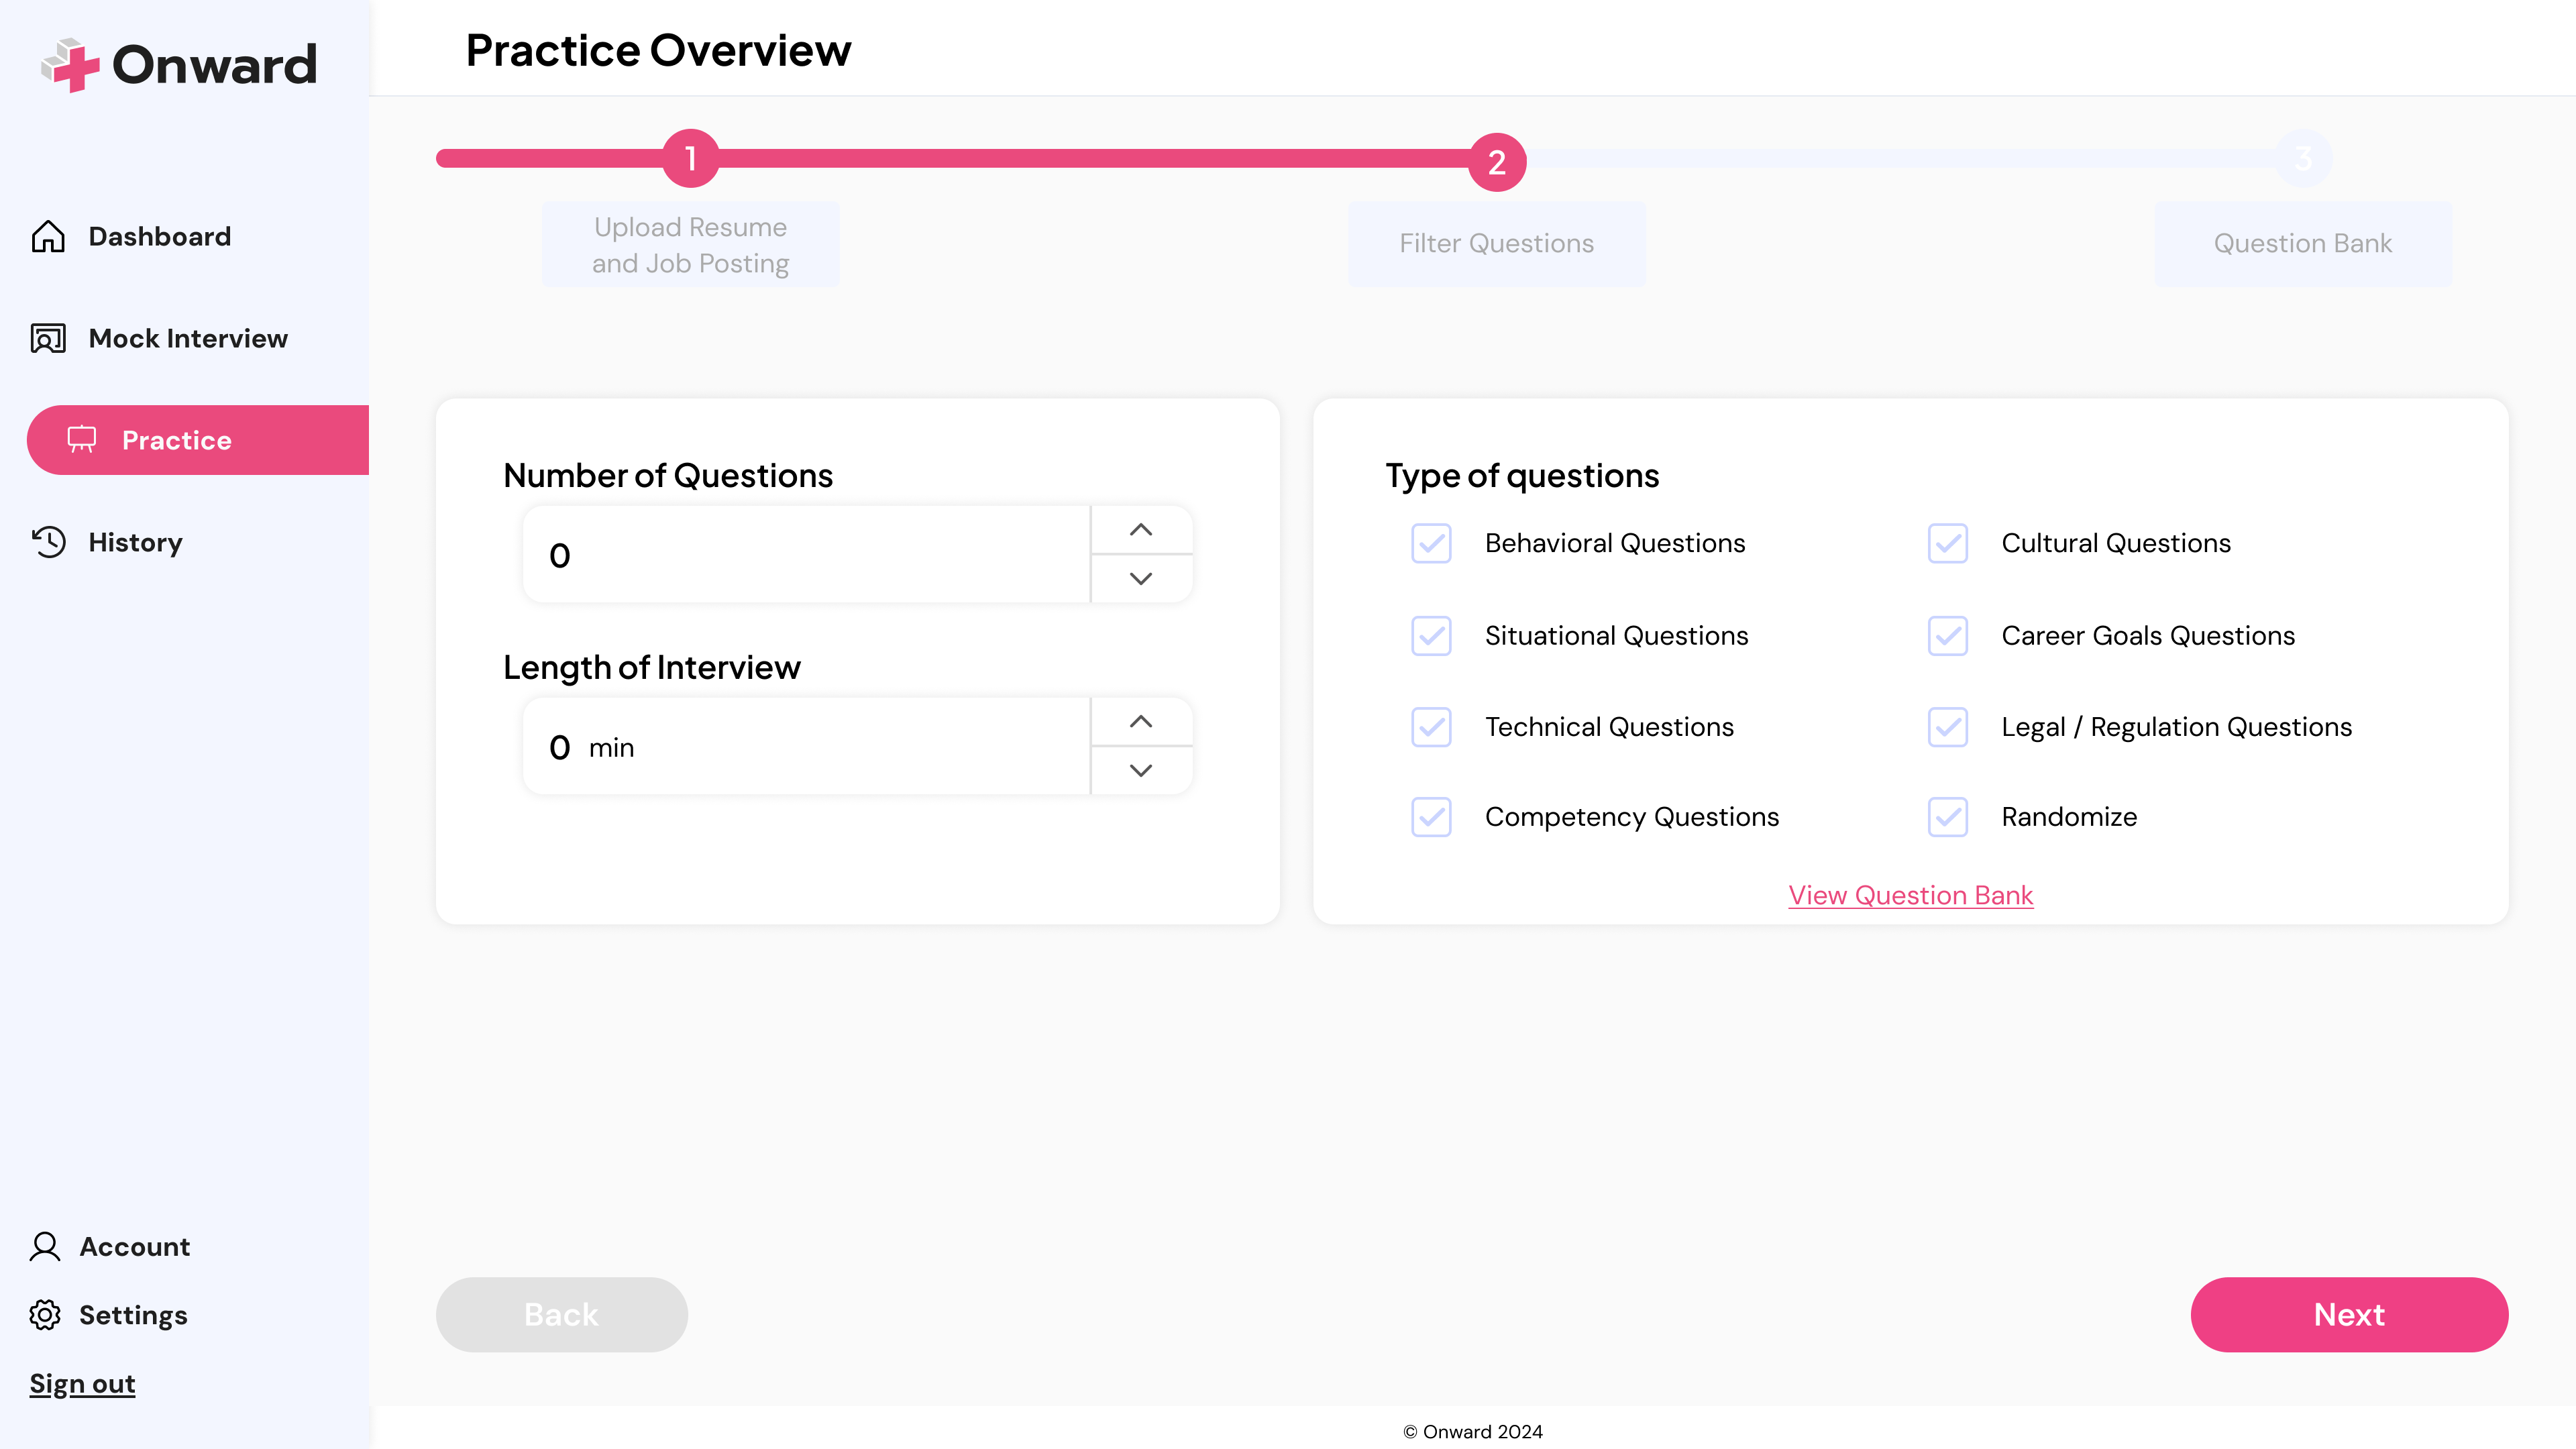 Onward
Dashboard
Mock Interview
Practice
History
Account
Settings
Sign out
Practice Overview
1
2
3
Upload Resume
and Job Posting
Filter Questions
Question Bank
Number of Questions
0
Length of Interview
0 min
Type of questions
Behavioral Questions
Cultural Questions
Situational Questions
Career Goals Questions
Technical Questions
Legal / Regulation Questions
Competency Questions
Randomize
View Question Bank
Back
Next
© Onward 2024